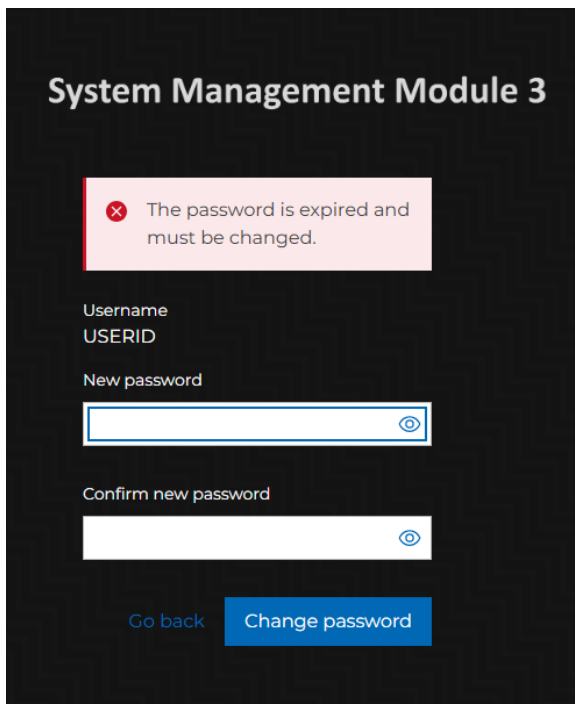 System Management Module 3
The password is expired and
must be changed.
Username
USERID
New password
Confirm new password
Go back
Change password